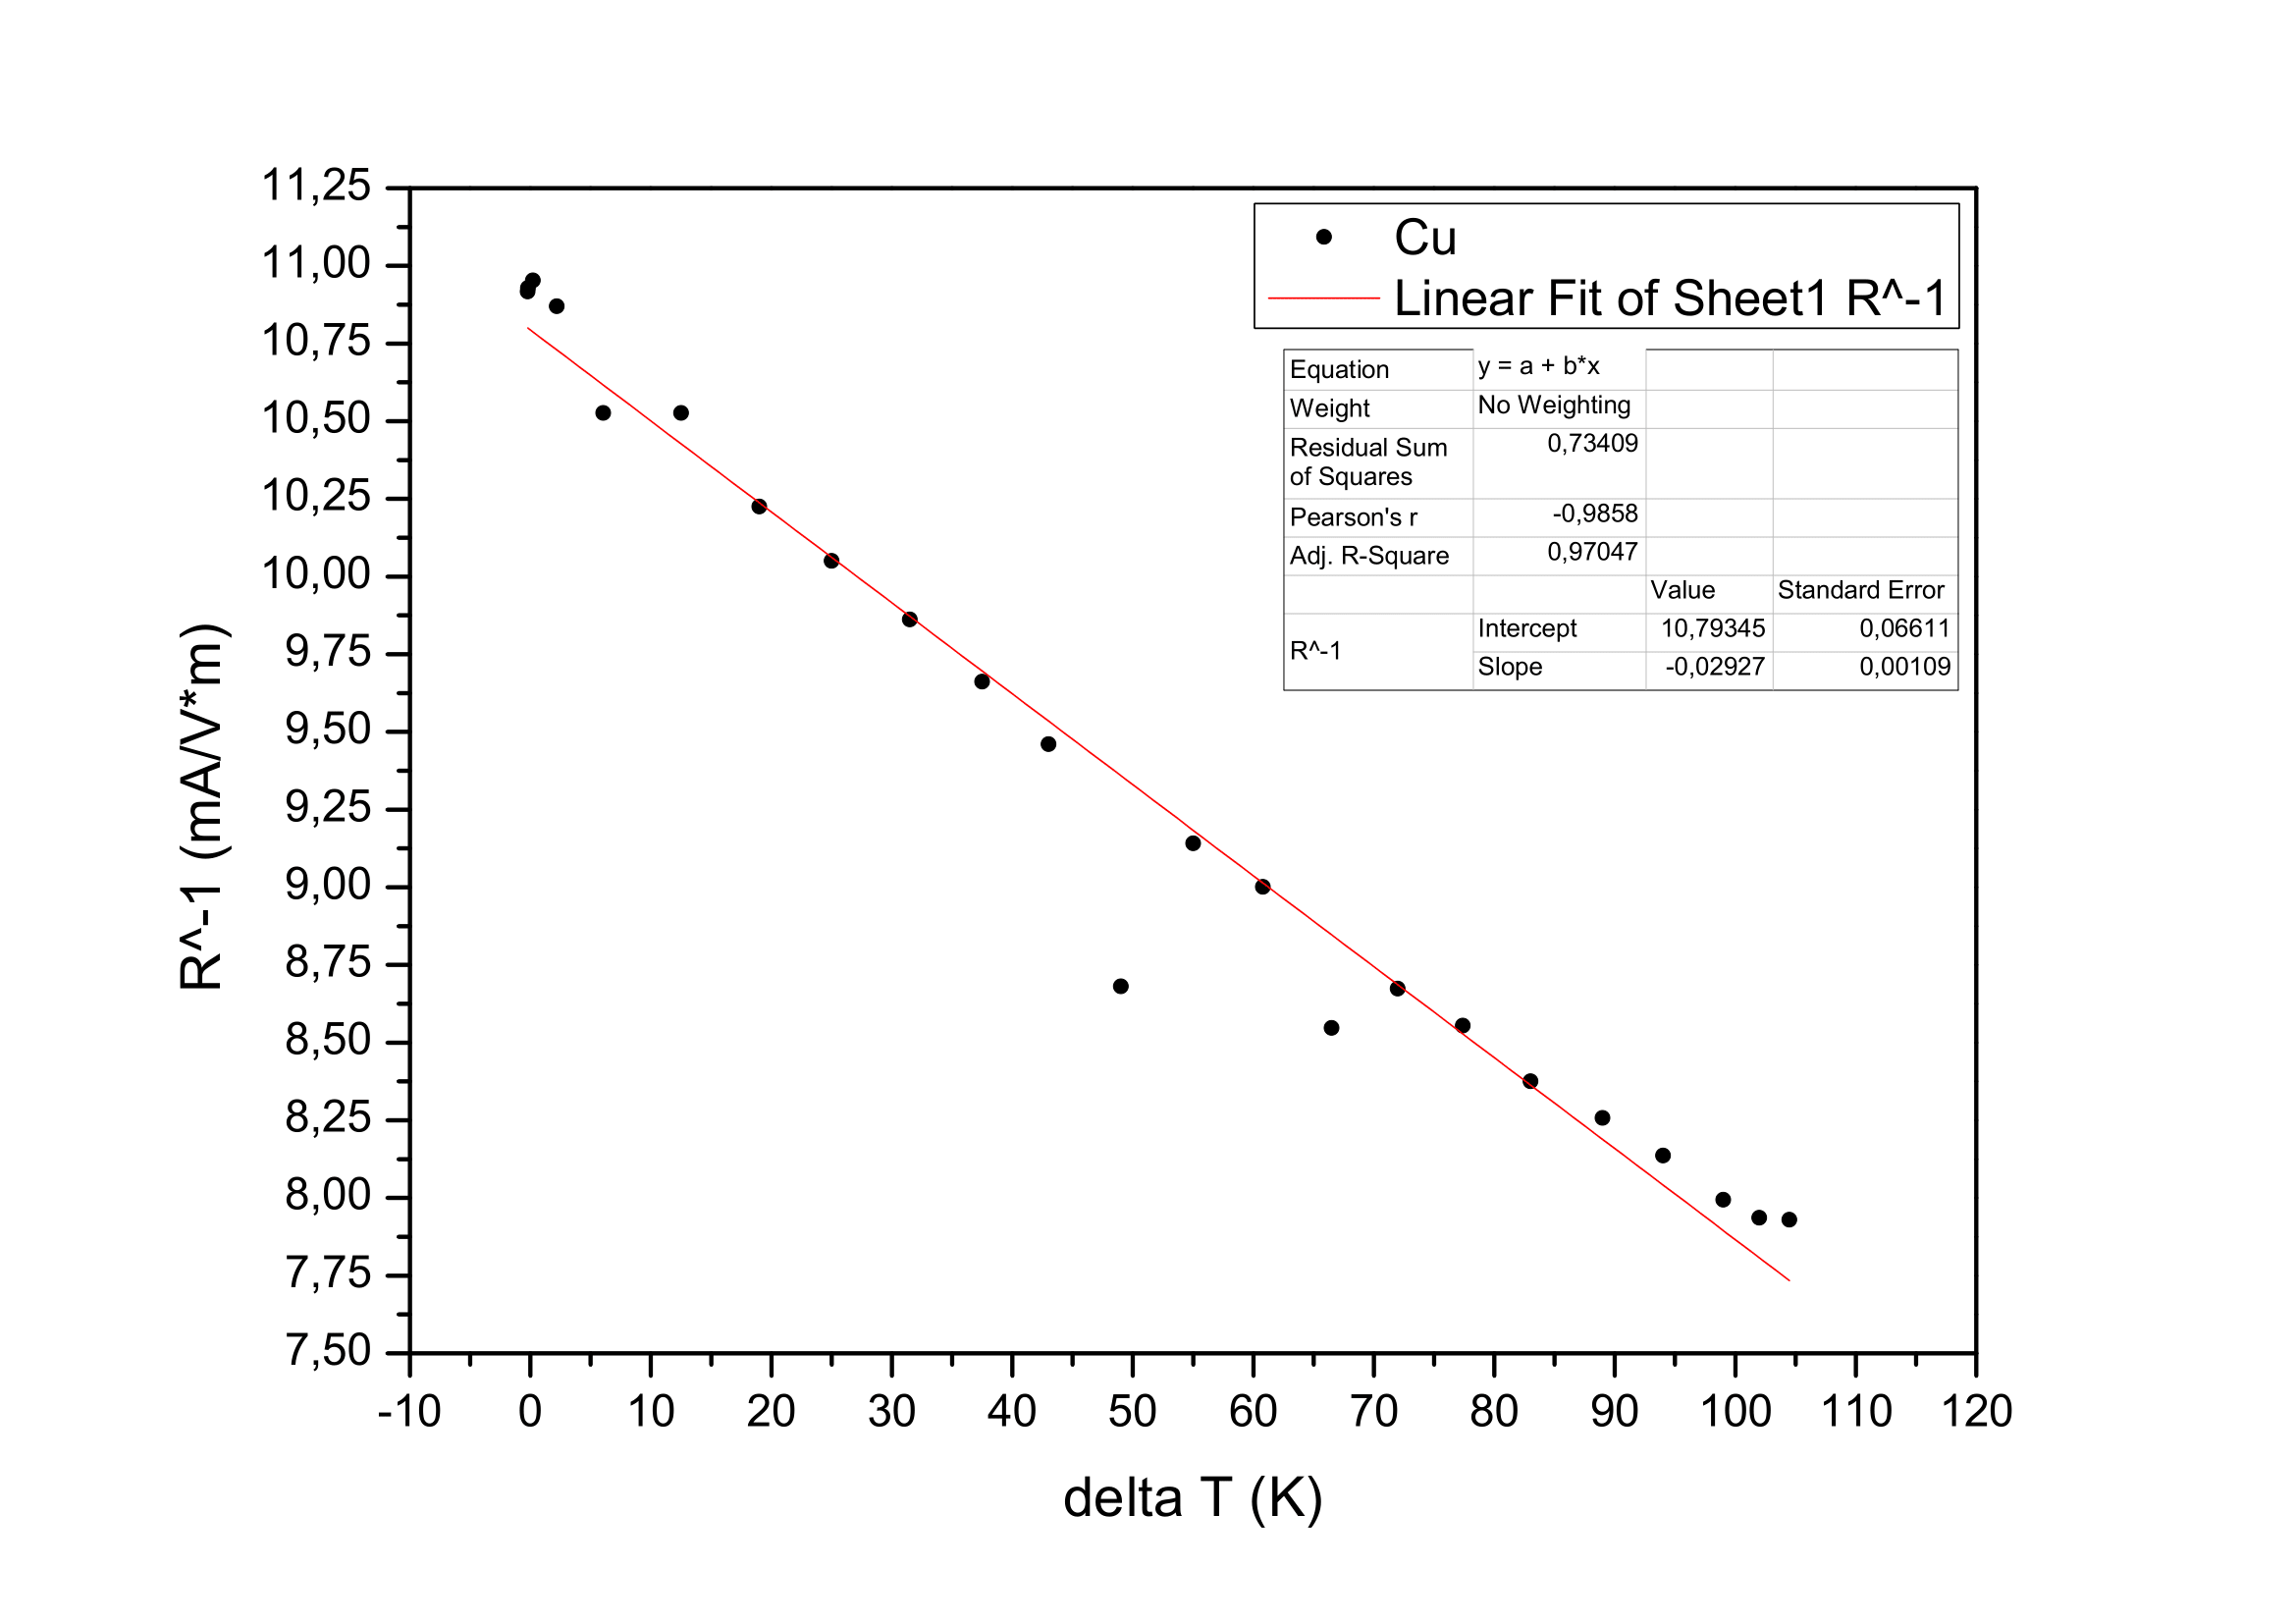 11,25
11,00
10,75
10,50
10,25
10,00
9,75
9,50
9,25
9,00
8,75
8,50
8,25
8,00
7,75
7,50
R^-1 (mA/V*m)
Cu
Linear Fit of Sheet1 R^-1
Equation y = a + b*x
Weight No Weighting
Residual Sum 0,73409
of Squares
Pearson's r -0,9858
Adj. R-Square 0,97047
Value Standard Error
R^-1 Intercept 10,79345 0,06611
Slope -0,02927 0,00109
-10 0 10 20 30 40 50 60 70 80 90 100 110 120
delta T (K)